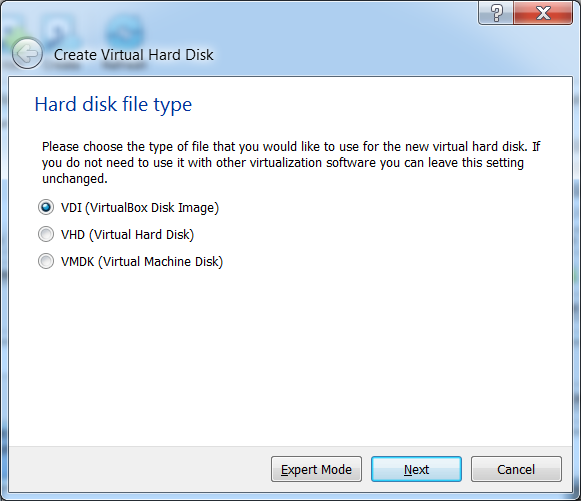 Create Virtual Hard Disk
Hard disk file type
Please choose the type of file that you would like to use for the new virtual hard disk. If
you do not need to use it with other virtualization software you can leave this setting
unchanged.
VDI (VirtualBox Disk Image)
VHD (Virtual Hard Disk)
VMDK (Virtual Machine Disk)
Expert Mode
Next
Cancel